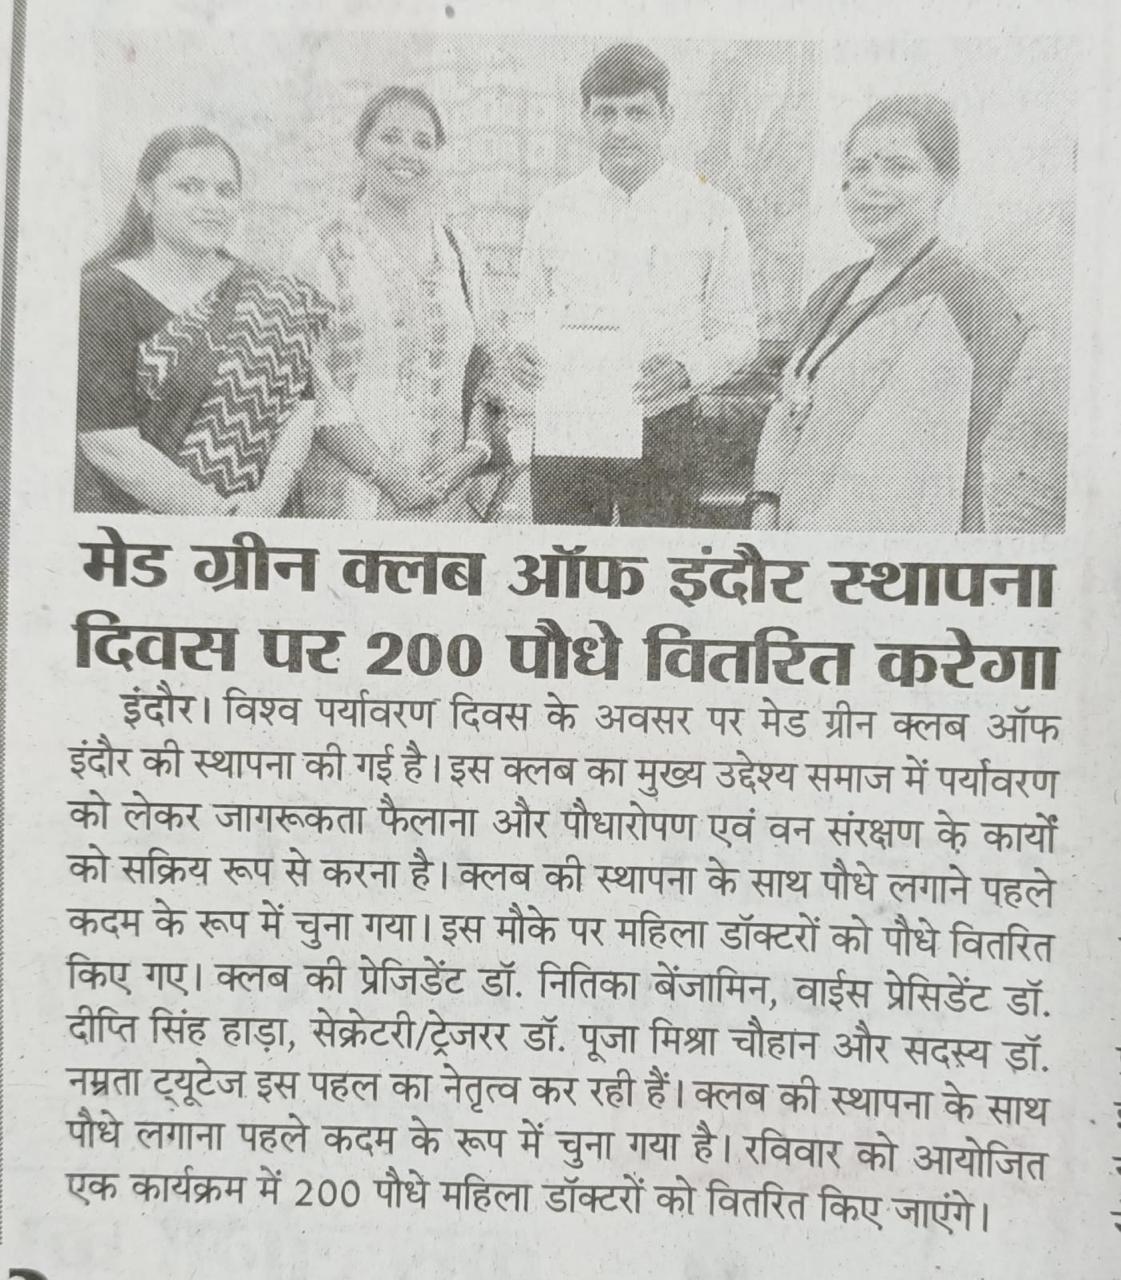 मेड ग्रीन क्लब ऑफ इंदौर स्थापना
दिवस पर 200 पौधे वितरित करेगा
इंदौर। विश्व पर्यावरण दिवस के अवसर पर मेड ग्रीन क्लब ऑफ
इंदौर की स्थापना की गई है। इस क्लब का मुख्य उद्देश्य समाज में पर्यावरण
को लेकर जागरूकता फैलाना और पौधारोपण एवं वन संरक्षण के कार्यों
को सक्रिय रूप से करना है। क्लब की स्थापना के साथ पौधे लगाने पहले
कदम के रूप में चुना गया। इस मौके पर महिला डॉक्टरों को पौधे वितरित
किए गए। क्लब की प्रेजिडेंट डॉ. नितिका बेंजामिन, वाईस प्रेसिडेंट डॉ.
दीप्ति सिंह हाड़ा, सेक्रेटरी/ट्रेजरर डॉ. पूजा मिश्रा चौहान और सदस्य डॉ.
नम्रता ट्यूटेज इस पहल का नेतृत्व कर रही हैं। क्लब की स्थापना के साथ
पौधे लगाना पहले कदम के रूप में चुना गया है। रविवार को आयोजित
एक कार्यक्रम में 200 पौधे महिला डॉक्टरों को वितरित किए जाएंगे।